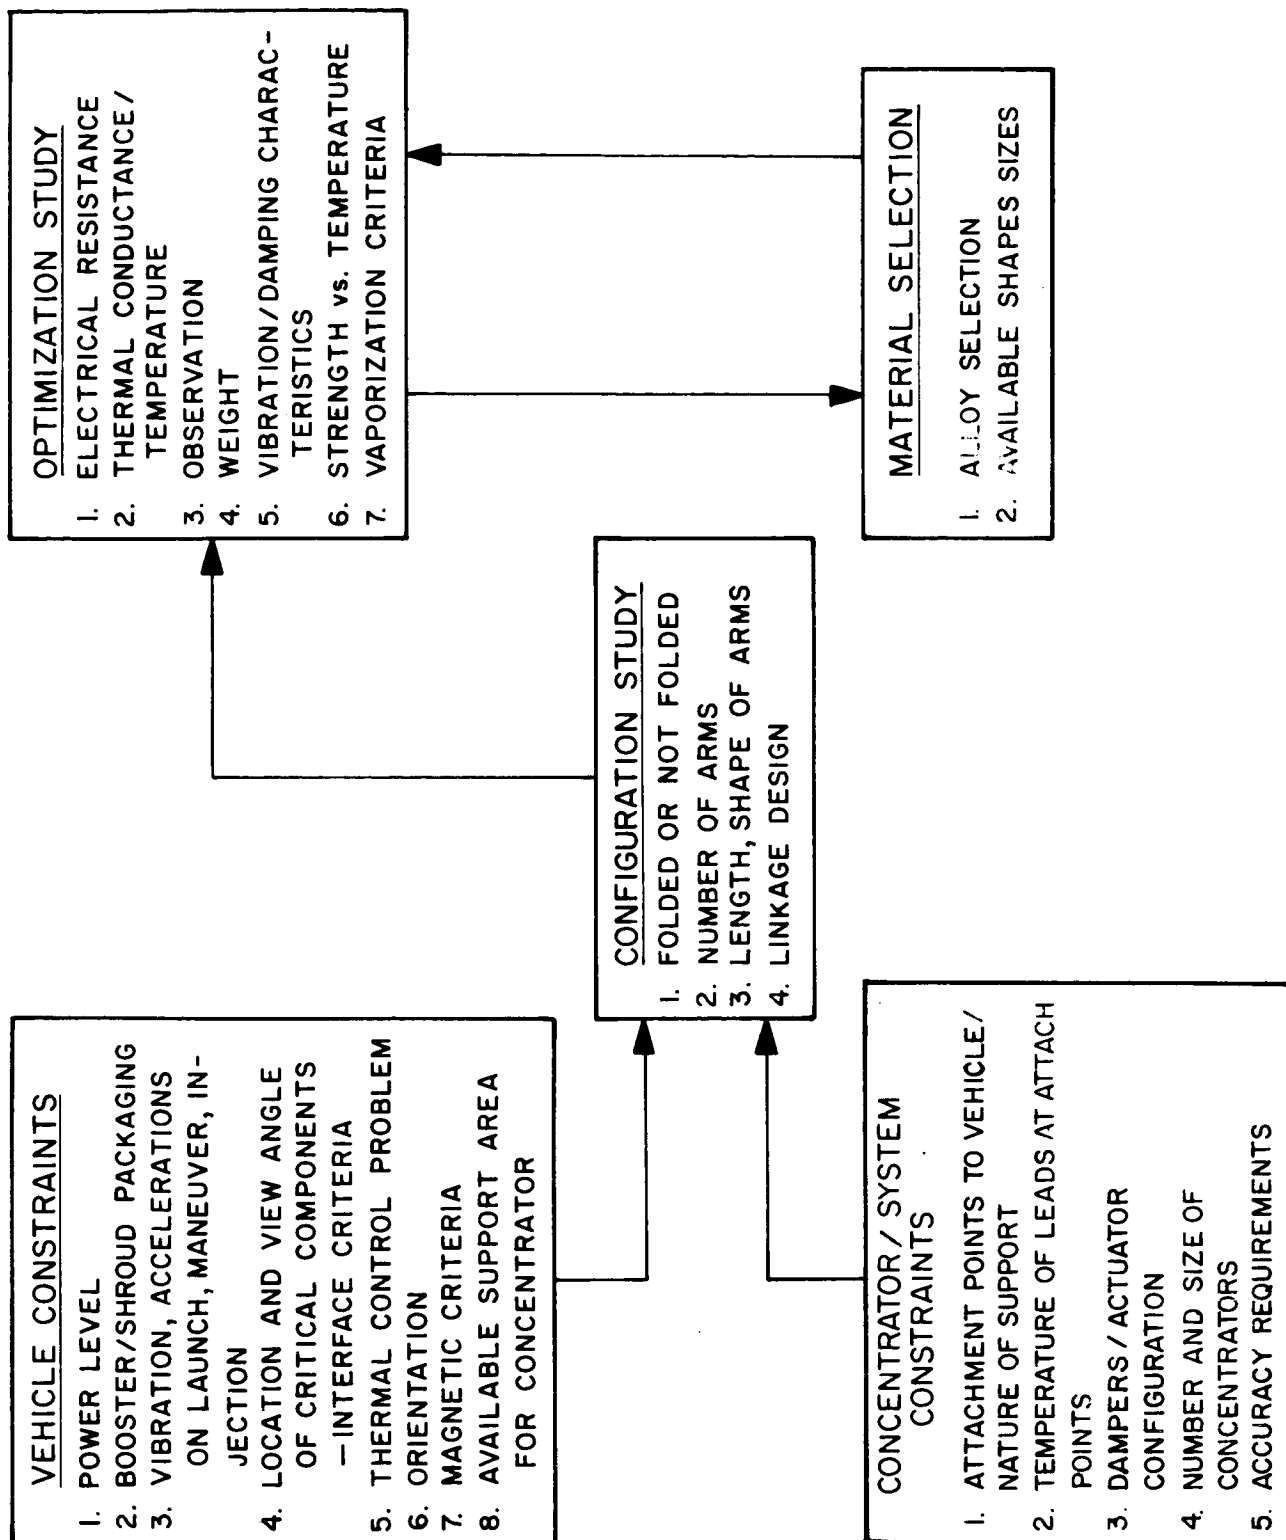 VEHICLE CONSTRAINTS
1. POWER LEVEL
2. BOOSTER/SHROUD PACKAGING
3. VIBRATION, ACCELERATIONS
ON LAUNCH, MANEUVER, IN-
JECTION
4. LOCATION AND VIEW ANGLE
OF CRITICAL COMPONENTS
—INTERFACE CRITERIA
5. THERMAL CONTROL PROBLEM
6. ORIENTATION
7. MAGNETIC CRITERIA
8. AVAILABLE SUPPORT AREA
FOR CONCENTRATOR
CONCENTRATOR/SYSTEM
CONSTRAINTS
1. ATTACHMENT POINTS TO VEHICLE/
NATURE OF SUPPORT
2. TEMPERATURE OF LEADS AT ATTACH
POINTS
3. DAMPERS/ACTUATOR
CONFIGURATION
4. NUMBER AND SIZE OF
CONCENTRATORS
5. ACCURACY REQUIREMENTS
CONFIGURATION STUDY
1. FOLDED OR NOT FOLDED
2. NUMBER OF ARMS
3. LENGTH, SHAPE OF ARMS
4. LINKAGE DESIGN
OPTIMIZATION STUDY
1. ELECTRICAL RESISTANCE
2. THERMAL CONDUCTANCE/
TEMPERATURE
3. OBSERVATION
4. WEIGHT
5. VIBRATION/DAMPING CHARAC-
TERISTICS
6. STRENGTH vs. TEMPERATURE
7. VAPORIZATION CRITERIA
MATERIAL SELECTION
1. ALLOY SELECTION
2. AVAILABLE SHAPES SIZES